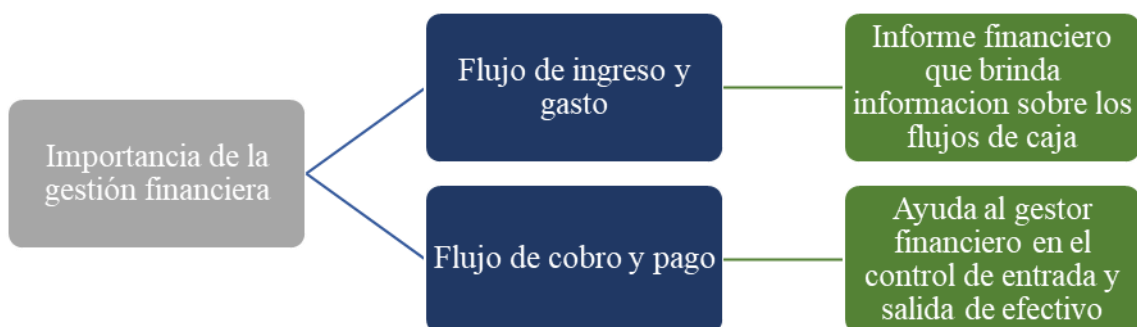 Importancia de la
gestión financiera
Flujo de ingreso y
gasto
Informe financiero
que brinda
informacion sobre los
flujos de caja
Flujo de cobro y pago
Ayuda al gestor
financiero en el
control de entrada y
salida de efectivo